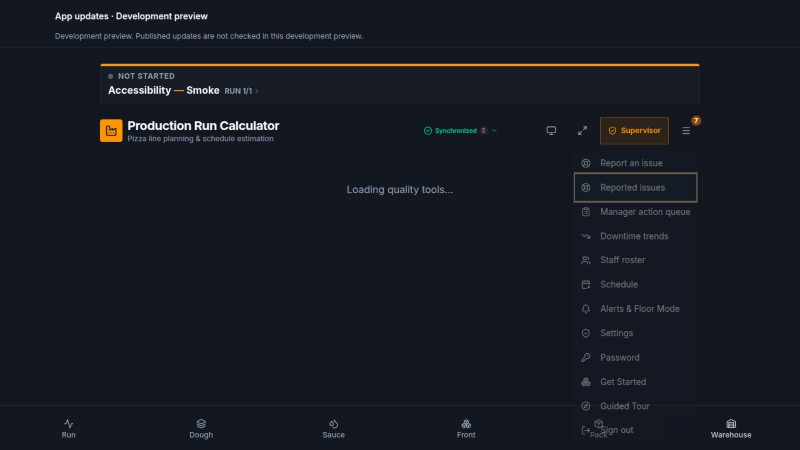 App updates · Development preview
Development preview. Published updates are not checked in this development preview.
NOT STARTED
Accessibility — Smoke RUN 1/1 ›
Production Run Calculator
Pizza line planning & schedule estimation
Synchronized 2
Supervisor
7
Loading quality tools...
Report an issue
Reported issues
Manager action queue
Downtime trends
Staff roster
Schedule
Alerts & Floor Mode
Settings
Password
Get Started
Guided Tour
Sign out
Run
Dough
Sauce
Front
Pack
Warehouse